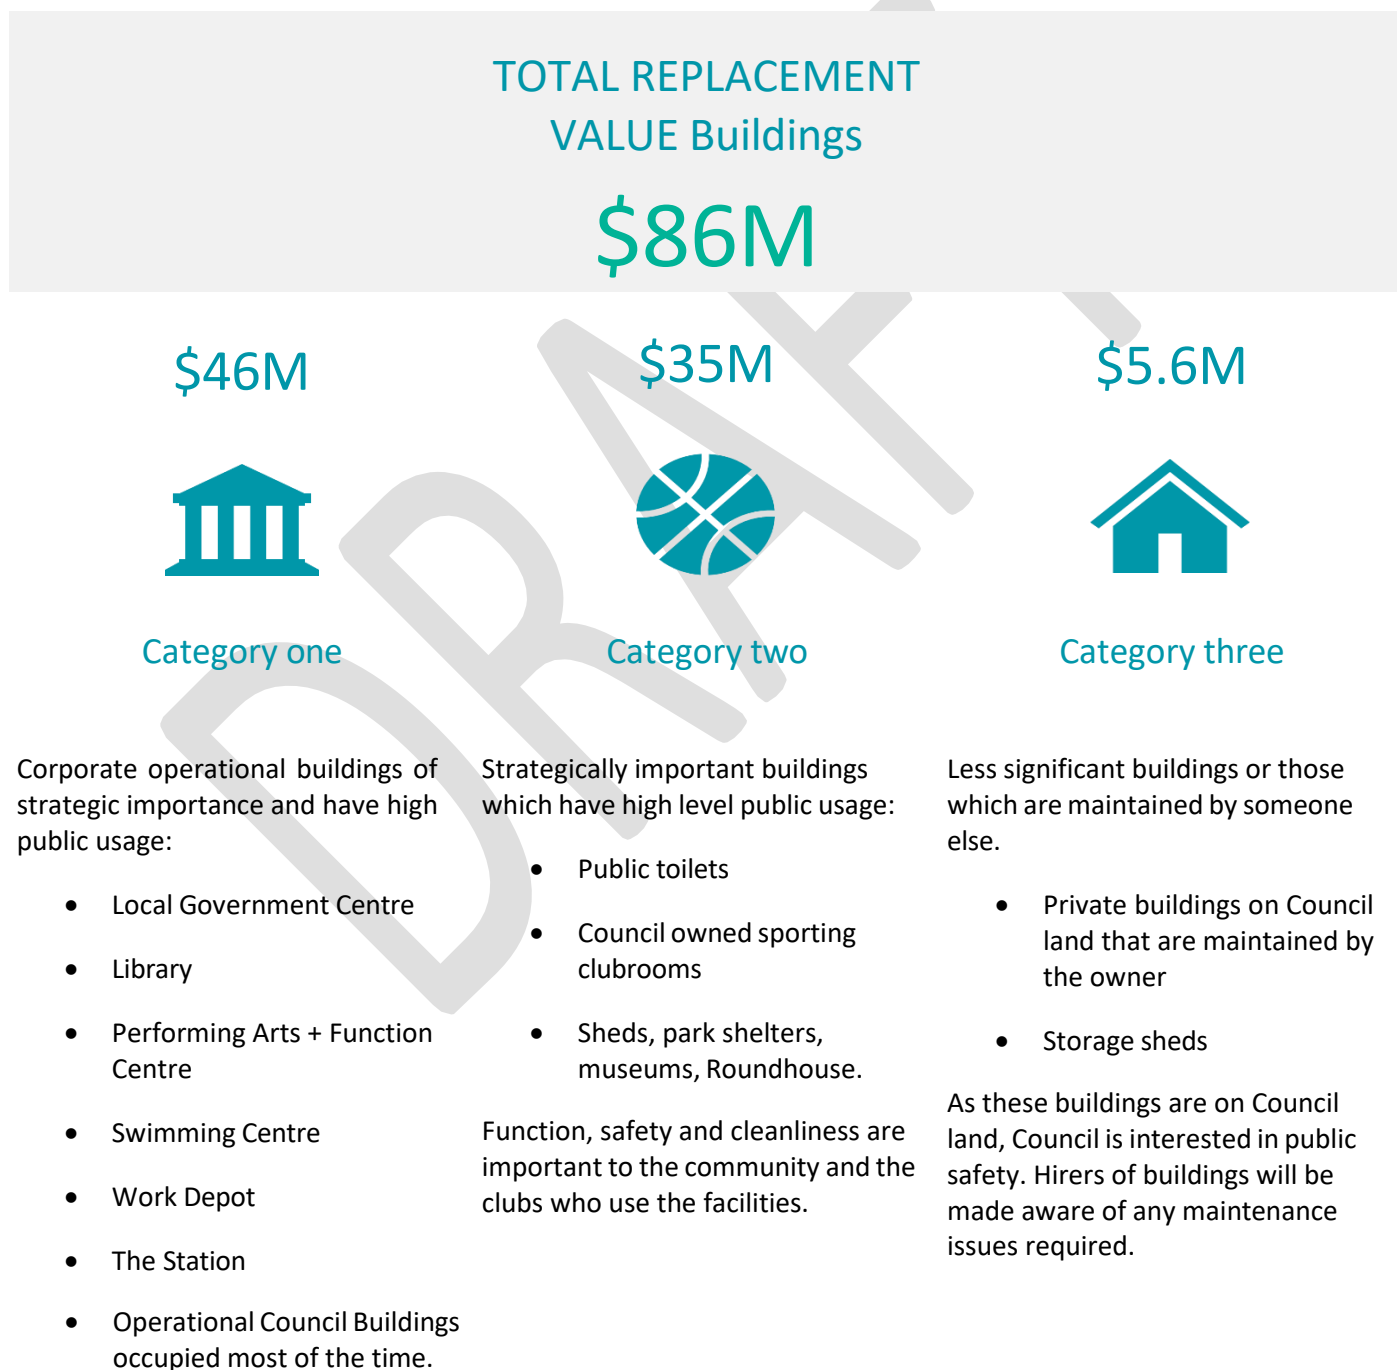 TOTAL REPLACEMENT
VALUE Buildings
$86M
$46M
Category one
Corporate operational buildings of
strategic importance and have high
public usage:
• Local Government Centre
• Library
• Performing Arts + Function
Centre
• Swimming Centre
• Work Depot
• The Station
• Operational Council Buildings
occupied most of the time.
$35M
Category two
Strategically important buildings
which have high level public usage:
• Public toilets
• Council owned sporting
clubrooms
• Sheds, park shelters,
museums, Roundhouse.
Function, safety and cleanliness are
important to the community and the
clubs who use the facilities.
$5.6M
Category three
Less significant buildings or those
which are maintained by someone
else.
• Private buildings on Council
land that are maintained by
the owner
• Storage sheds
As these buildings are on Council
land, Council is interested in public
safety. Hirers of buildings will be
made aware of any maintenance
issues required.
DRAFT